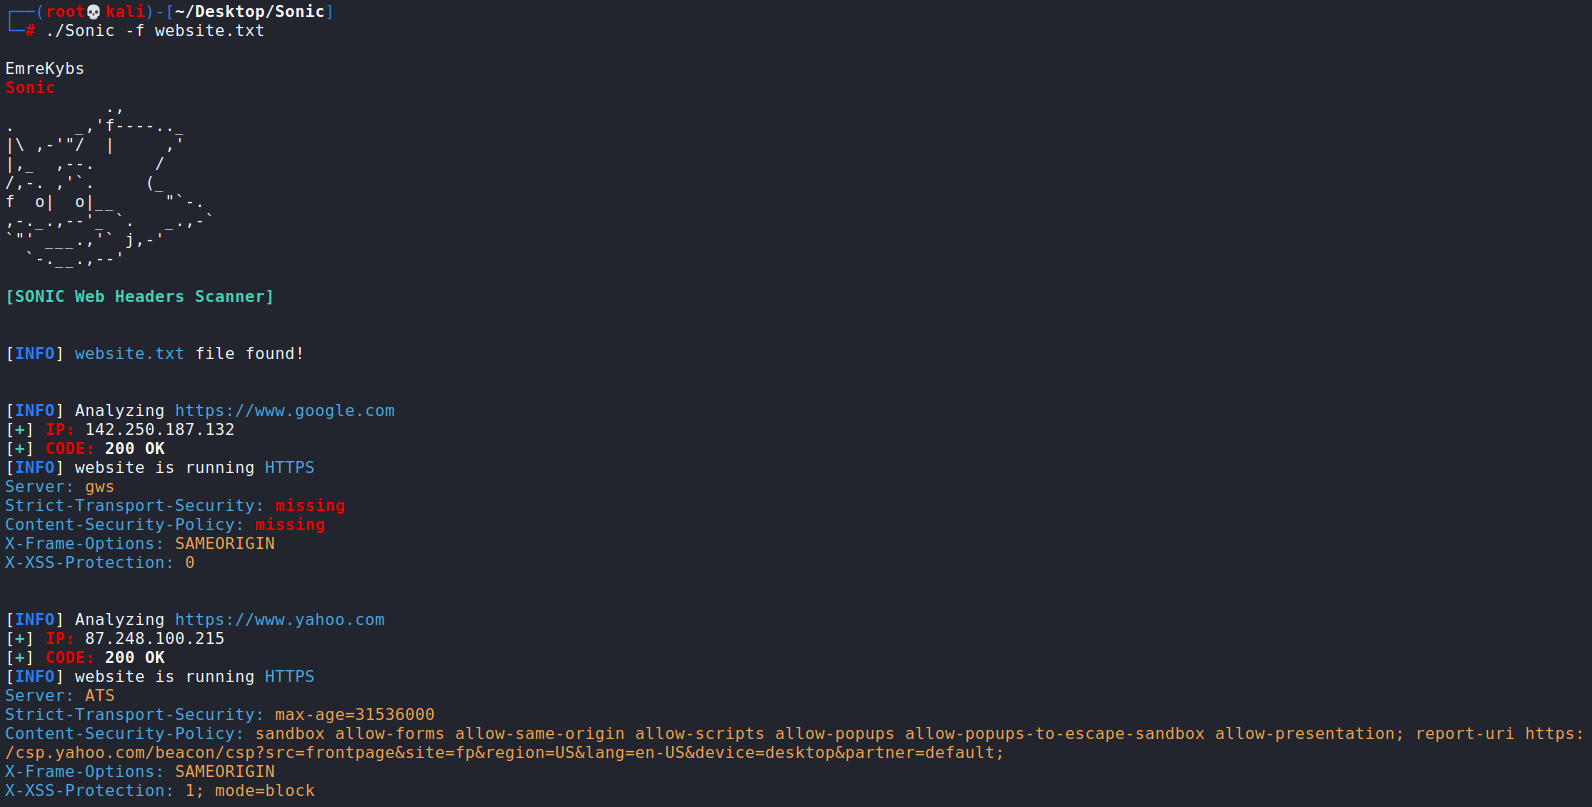 ┌──(root💀kali)-[~/Desktop/Sonic]
└─# ./Sonic -f website.txt

EmreKybs
Sonic
          .,
.      _,'f----.._
|\ ,-'"/  |     ,'
|,_  ,--.      /
/,-. ,'`.     (_
f  o|  o|__     "`-.
,-._.,--'_ `.   _.,-`
`"' ___.,'` j,-'
  `-.__.,--'

[SONIC Web Headers Scanner]

[INFO] website.txt file found!

[INFO] Analyzing https://www.google.com
[+] IP: 142.250.187.132
[+] CODE: 200 OK
[INFO] website is running HTTPS
Server: gws
Strict-Transport-Security: missing
Content-Security-Policy: missing
X-Frame-Options: SAMEORIGIN
X-XSS-Protection: 0

[INFO] Analyzing https://www.yahoo.com
[+] IP: 87.248.100.215
[+] CODE: 200 OK
[INFO] website is running HTTPS
Server: ATS
Strict-Transport-Security: max-age=31536000
Content-Security-Policy: sandbox allow-forms allow-same-origin allow-scripts allow-popups allow-popups-to-escape-sandbox allow-presentation; report-uri https:
/csp.yahoo.com/beacon/csp?src=frontpage&site=fp&region=US&lang=en-US&device=desktop&partner=default;
X-Frame-Options: SAMEORIGIN
X-XSS-Protection: 1; mode=block